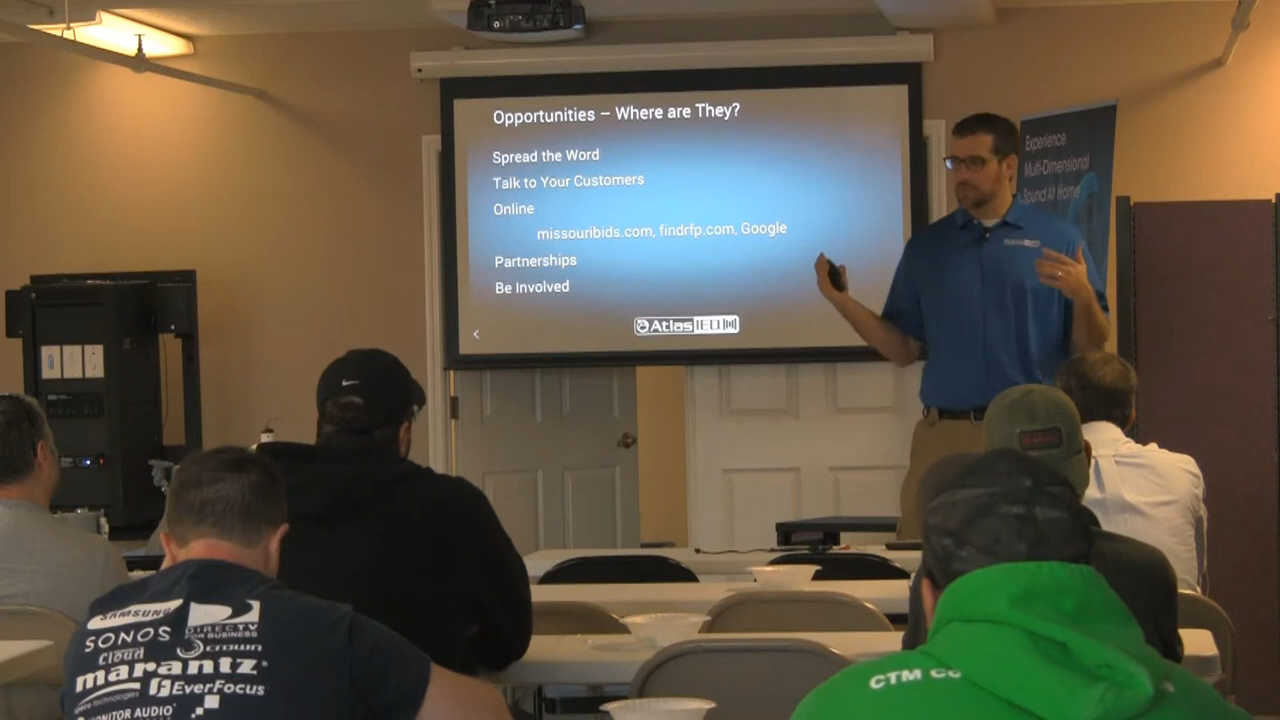 Opportunities – Where are They?
Spread the Word
Talk to Your Customers
Online
missouribids.com, findrfp.com, Google
Partnerships
Be Involved
AtlasIED
Experience
Multi-Dimensional
Sound At Home
SAMSUNG
DIRECTV
FOR BUSINESS
SONOS
crown
Cloud
marantz
EverFocus
MONITOR AUDIO
CTM